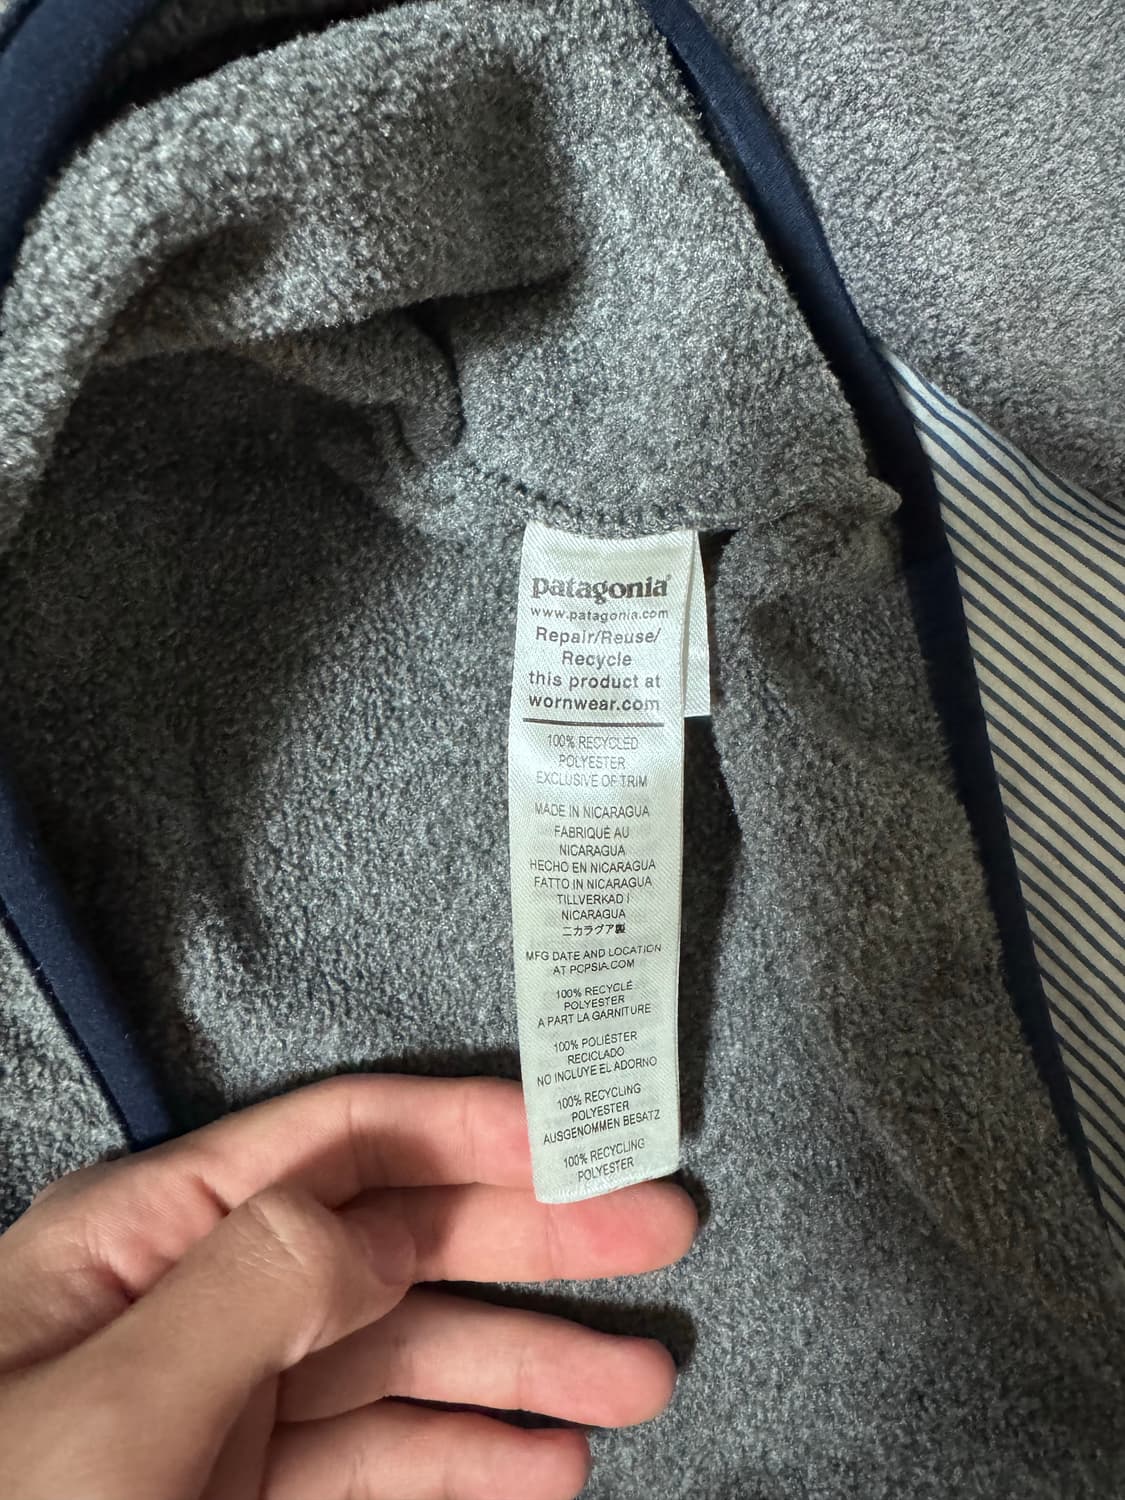 patagonia®
www.patagonia.com
Repair/Reuse/
Recycle
this product at
wornwear.com
100% RECYCLED
POLYESTER
EXCLUSIVE OF TRIM
MADE IN NICARAGUA
FABRIQUÉ AU
NICARAGUA
HECHO EN NICARAGUA
FATTO IN NICARAGUA
TILLVERKAD I
NICARAGUA
ニカラグア製
MFG DATE AND LOCATION
AT PCPSIA.COM
100% RECYCLÉ
POLYESTER
A PART LA GARNITURE
100% POLIÉSTER
RECICLADO
NO INCLUYE EL ADORNO
100% RECYCLING
POLYESTER
AUSGENOMMEN BESATZ
100% RECYCLING
POLYESTER